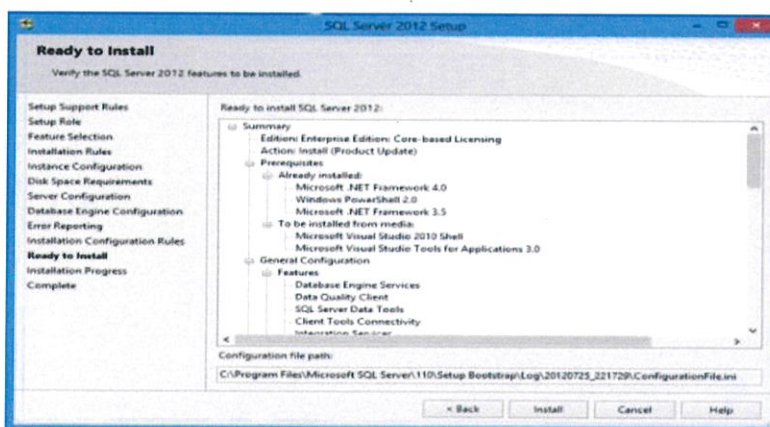 SQL Server 2012 Setup
Ready to Install
Verify the SQL Server 2012 features to be installed.
Setup Support Rules
Setup Role
Feature Selection
Installation Rules
Instance Configuration
Disk Space Requirements
Server Configuration
Database Engine Configuration
Error Reporting
Installation Configuration Rules
Ready to Install
Installation Progress
Complete
Ready to install SQL Server 2012:
Summary
Edition: Enterprise Edition: Core-based Licensing
Action: Install (Product Update)
Prerequisites
Already installed:
Microsoft .NET Framework 4.0
Windows PowerShell 2.0
Microsoft .NET Framework 3.5
To be installed from media:
Microsoft Visual Studio 2010 Shell
Microsoft Visual Studio Tools for Applications 3.0
General Configuration
Features
Database Engine Services
Data Quality Client
SQL Server Data Tools
Client Tools Connectivity
Integration Services
Configuration file path:
C:\Program Files\Microsoft SQL Server\110\Setup Bootstrap\Log\20120725_221729\ConfigurationFile.ini
< Back
Install
Cancel
Help